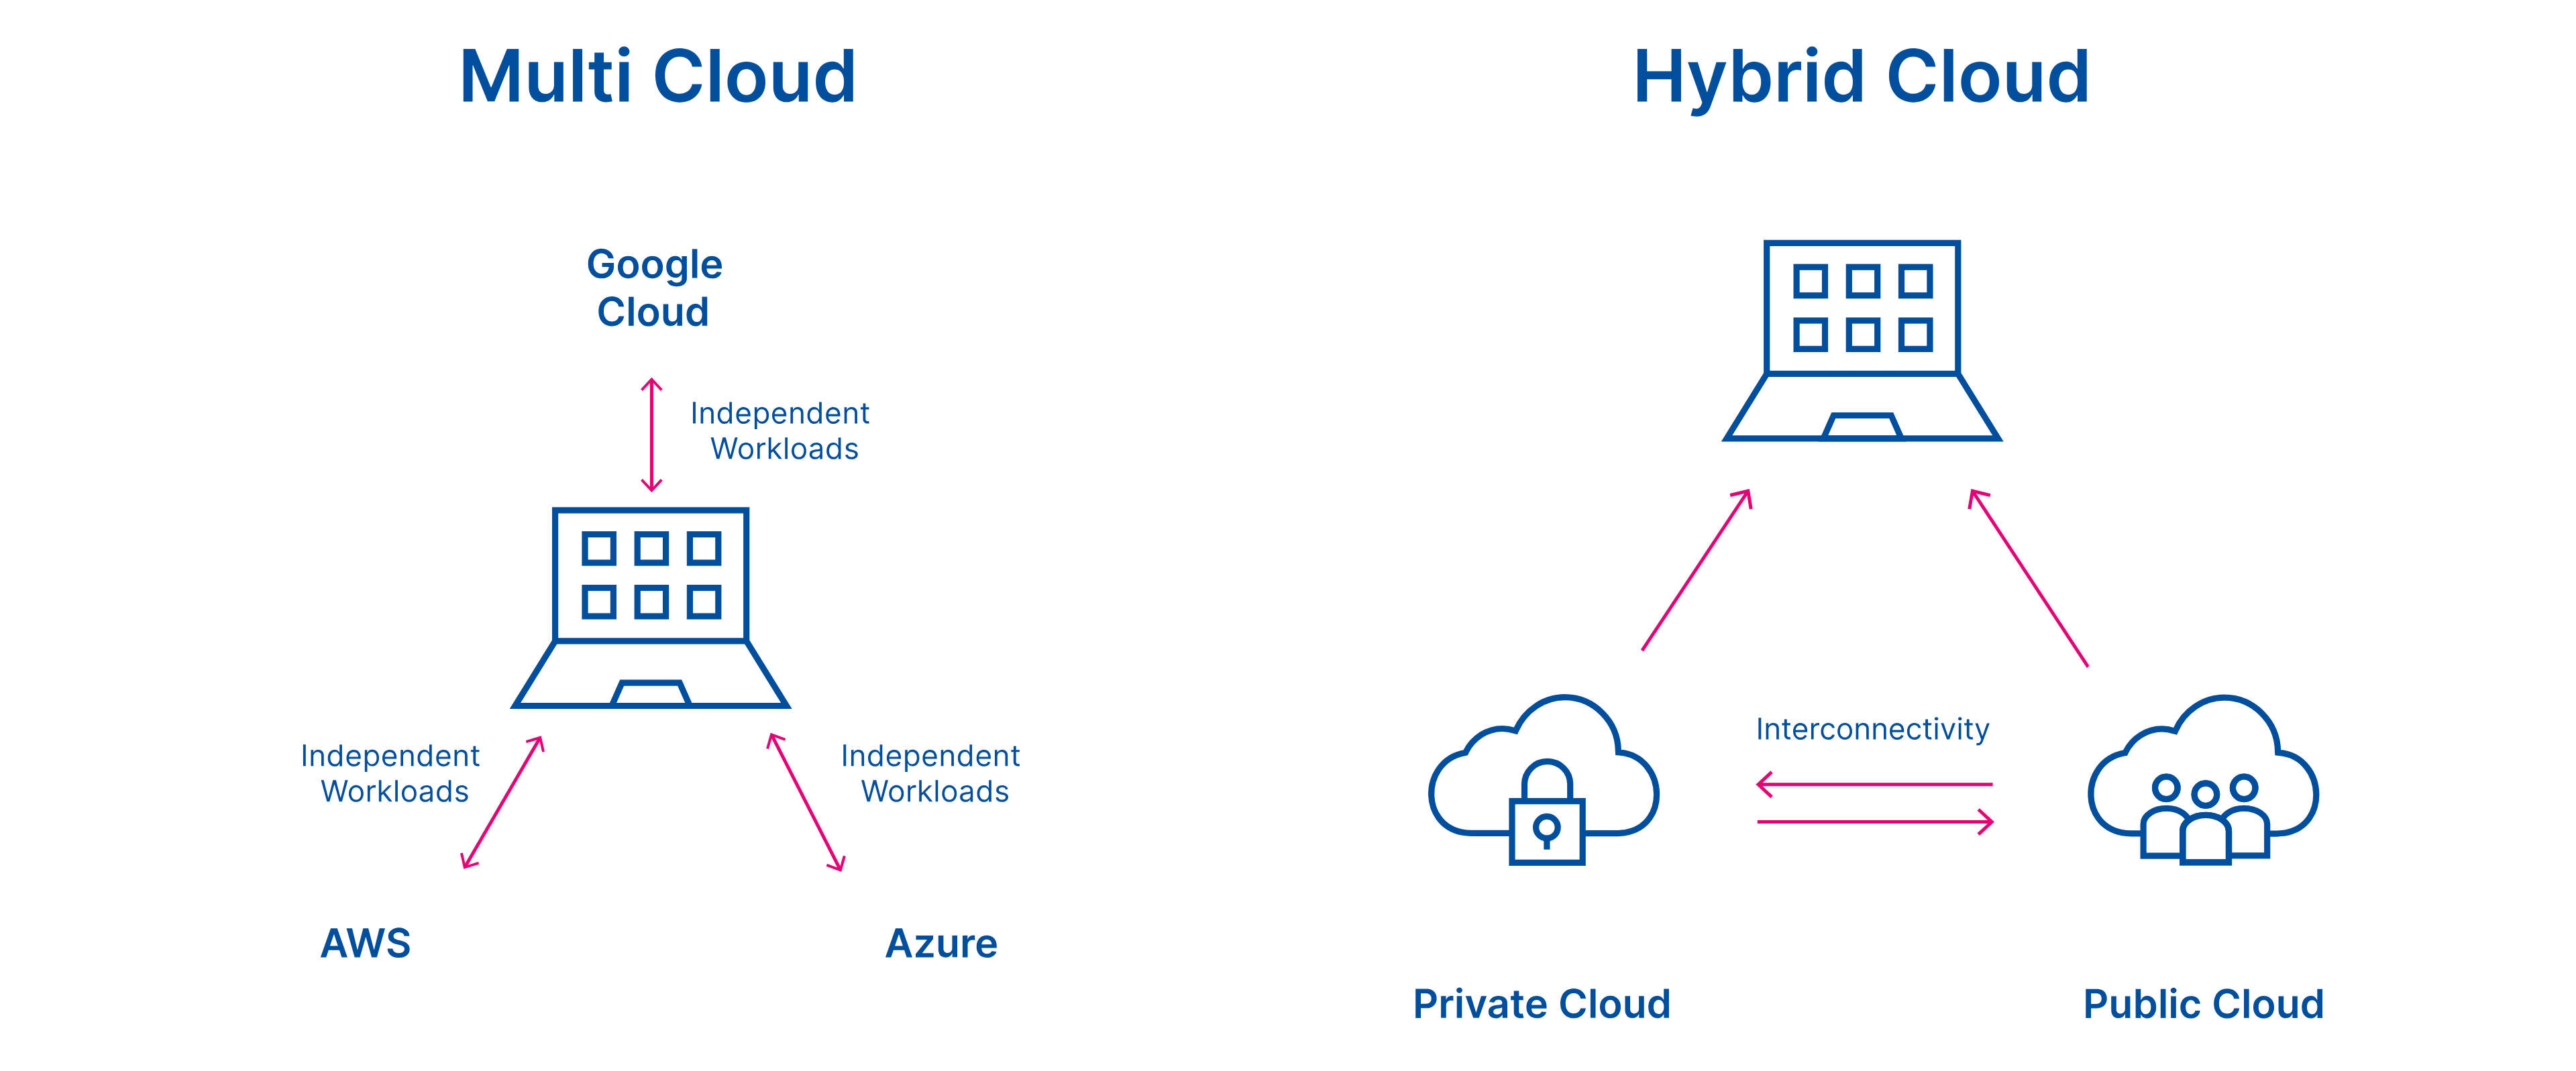 Multi Cloud
Google
Cloud
Independent
Workloads
Independent
Workloads
Independent
Workloads
AWS
Azure
Hybrid Cloud
Interconnectivity
Private Cloud
Public Cloud